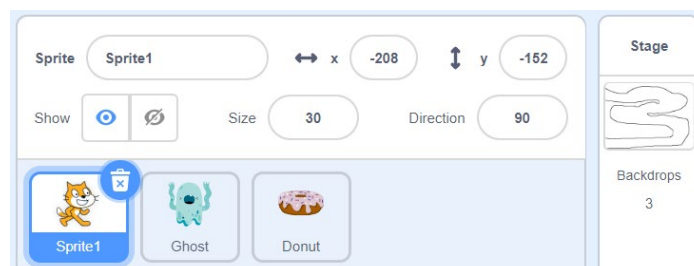 Sprite Sprite1 x -208 y -152
Show Size 30 Direction 90
Sprite1 Ghost Donut
Stage
Backdrops
3